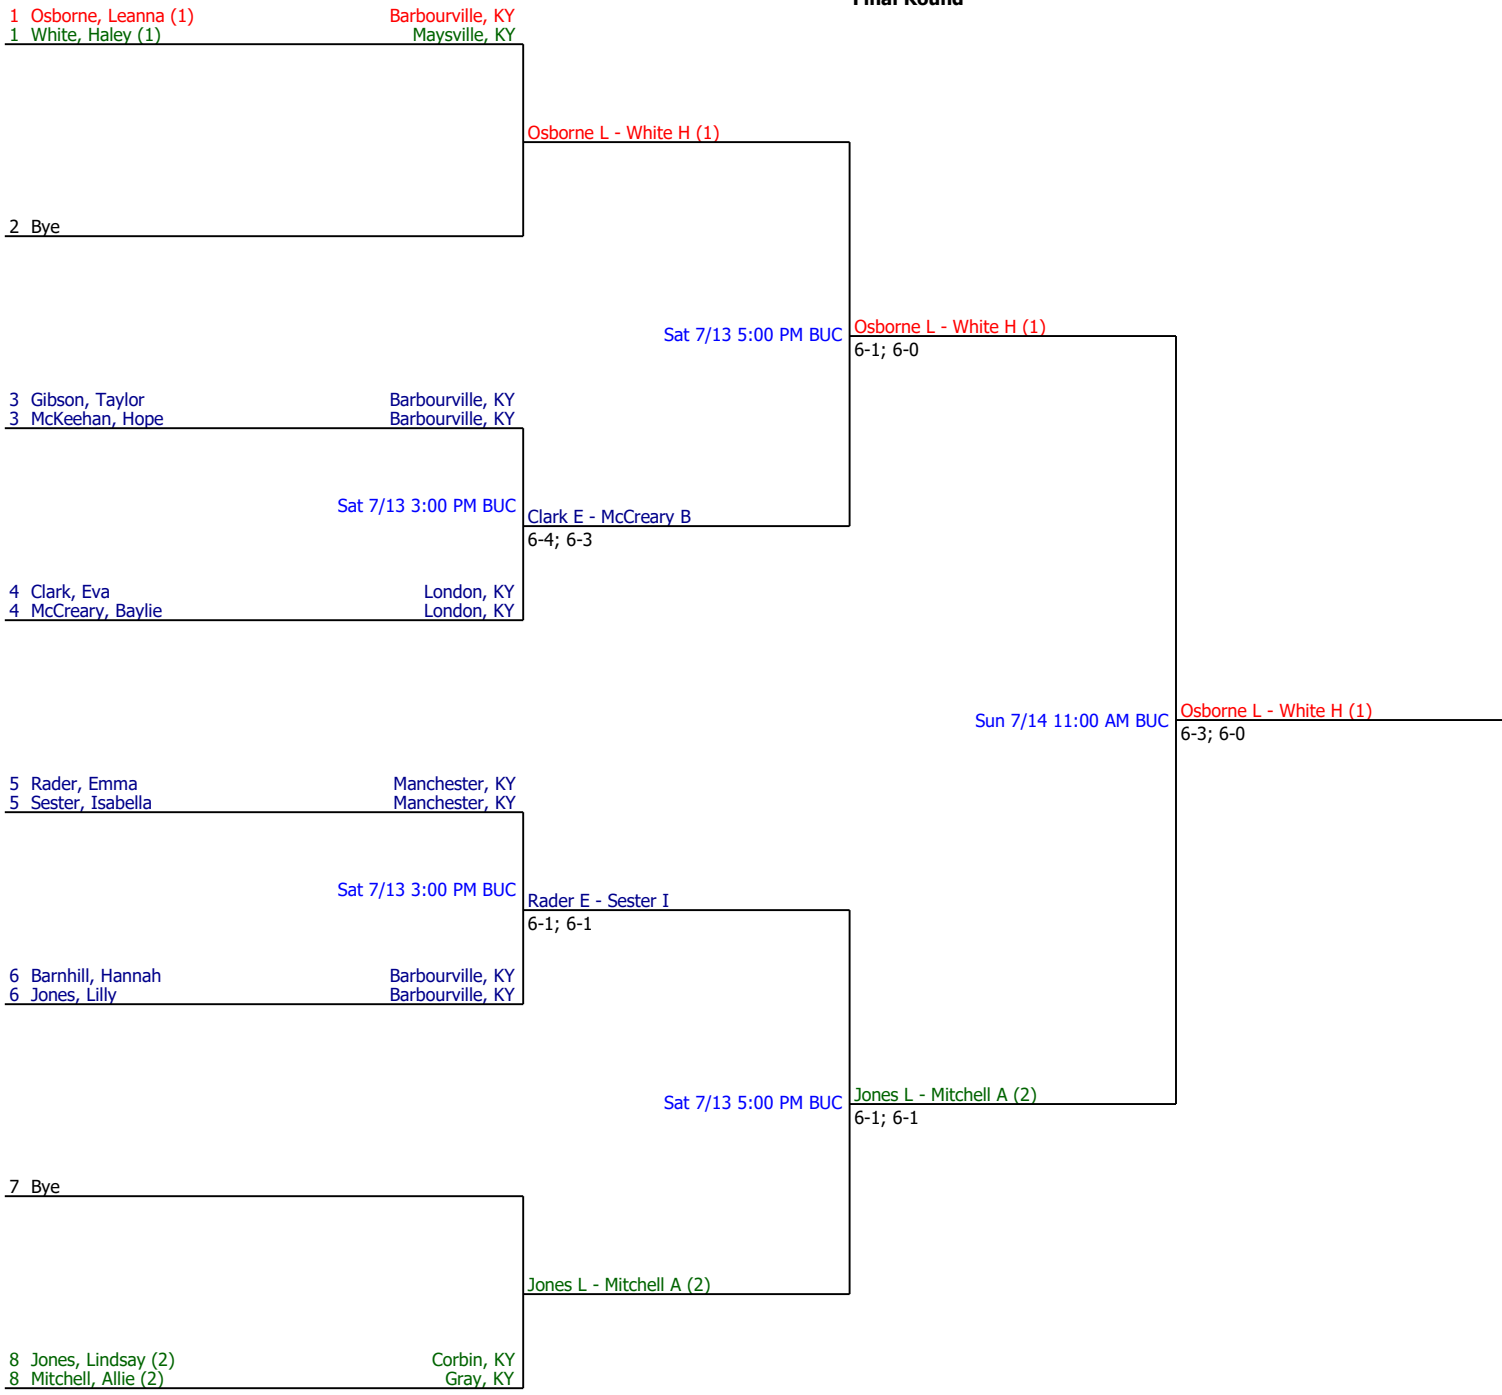 Final Round
1 Osborne, Leanna (1) Barbourville, KY
1 White, Haley (1) Maysville, KY
Osborne L - White H (1)
2 Bye
Sat 7/13 5:00 PM BUC
Osborne L - White H (1)
6-1; 6-0
3 Gibson, Taylor Barbourville, KY
3 McKeehan, Hope Barbourville, KY
Sat 7/13 3:00 PM BUC
Clark E - McCreary B
6-4; 6-3
4 Clark, Eva London, KY
4 McCreary, Baylie London, KY
Sun 7/14 11:00 AM BUC
Osborne L - White H (1)
6-3; 6-0
5 Rader, Emma Manchester, KY
5 Sester, Isabella Manchester, KY
Sat 7/13 3:00 PM BUC
Rader E - Sester I
6-1; 6-1
6 Barnhill, Hannah Barbourville, KY
6 Jones, Lilly Barbourville, KY
Sat 7/13 5:00 PM BUC
Jones L - Mitchell A (2)
6-1; 6-1
7 Bye
Jones L - Mitchell A (2)
8 Jones, Lindsay (2) Corbin, KY
8 Mitchell, Allie (2) Gray, KY